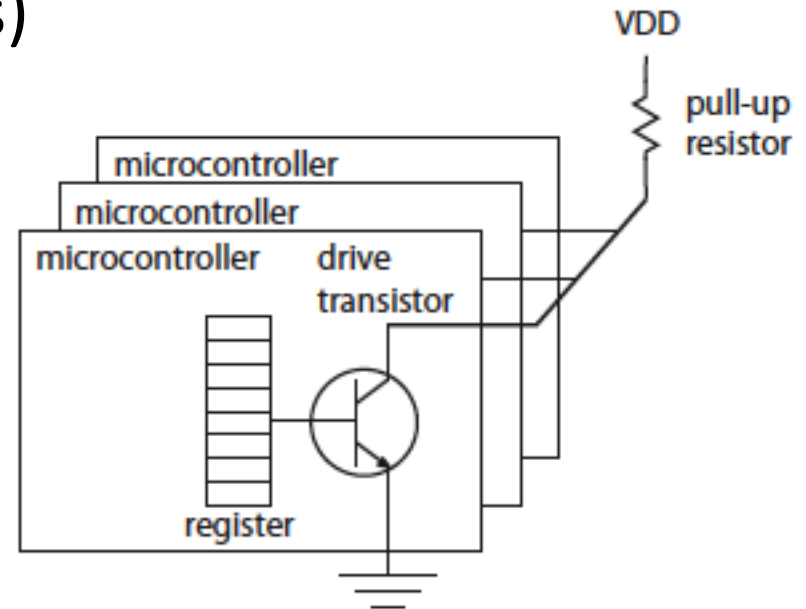 s)
VDD
pull-up
resistor
microcontroller
microcontroller
microcontroller
drive
transistor
register